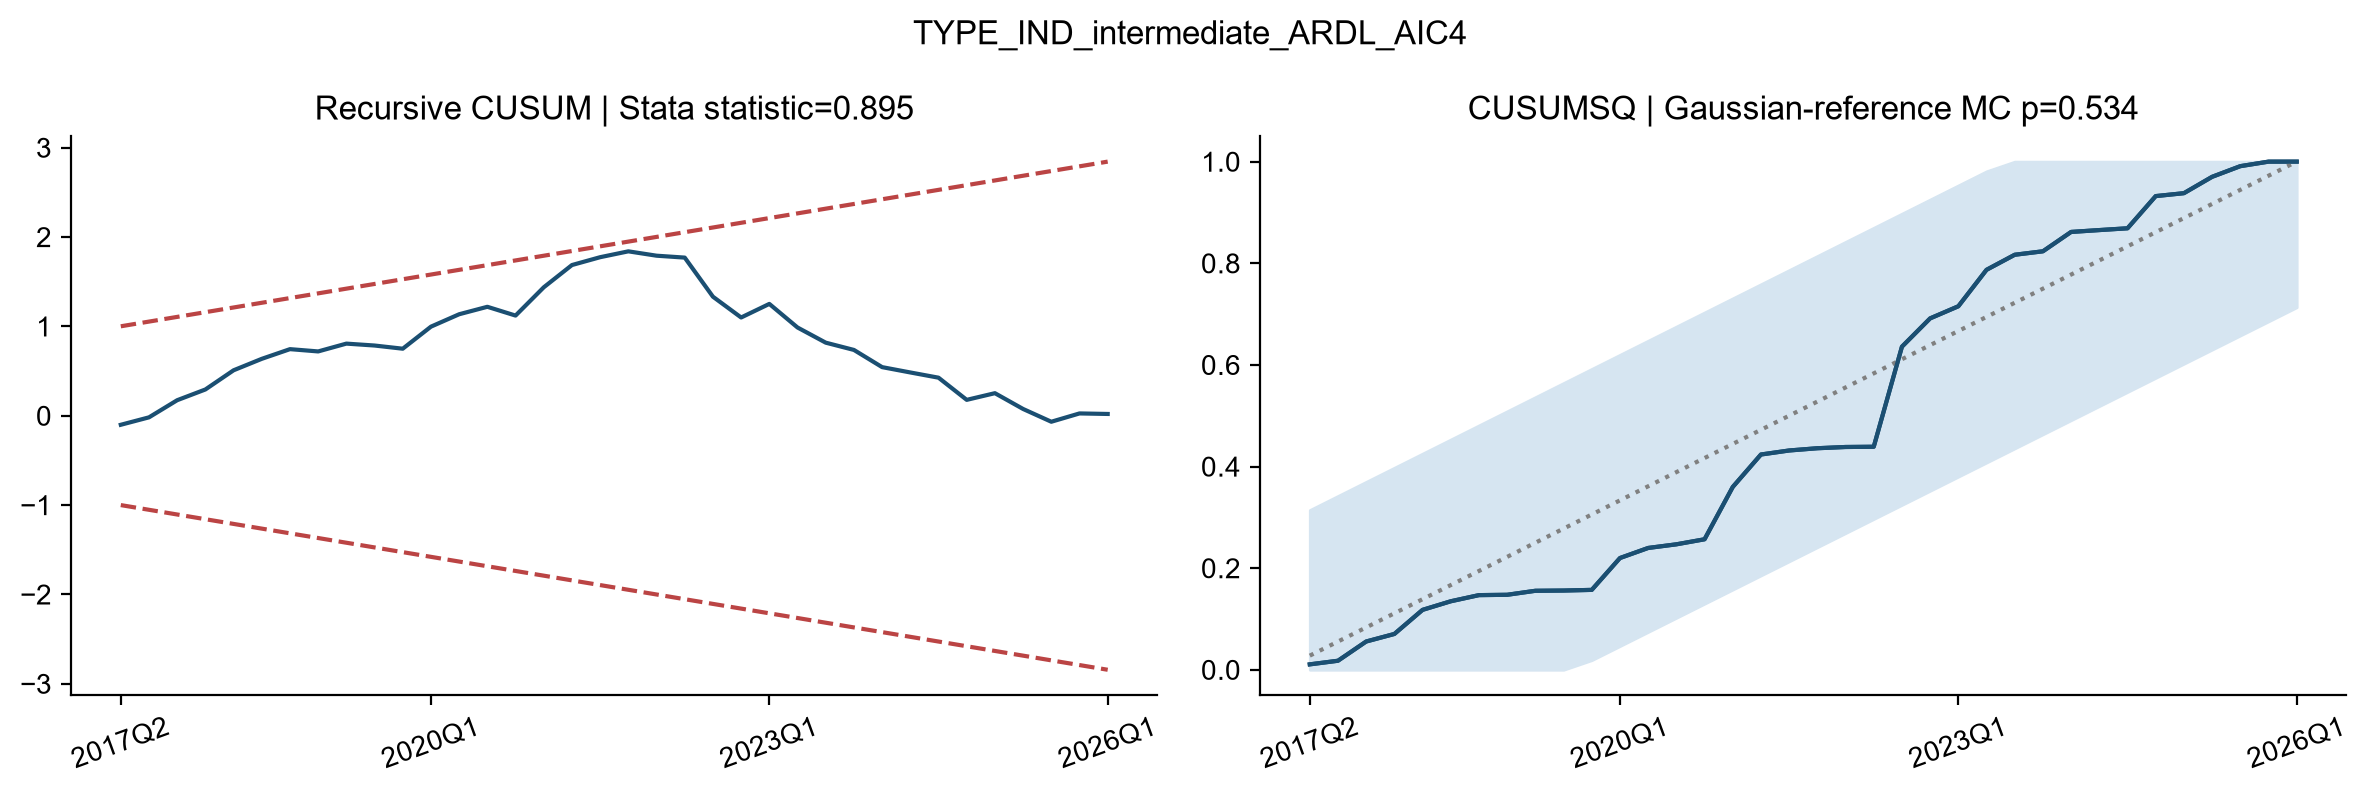 TYPE_IND_intermediate_ARDL_AIC4
Recursive CUSUM | Stata statistic=0.895
3
2
1
0
−1
−2
−3
2017Q2
2020Q1
2023Q1
2026Q1
CUSUMSQ | Gaussian-reference MC p=0.534
1.0
0.8
0.6
0.4
0.2
0.0
2017Q2
2020Q1
2023Q1
2026Q1